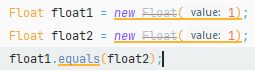 Float float1 = new Float( value: 1);
Float float2 = new Float( value: 1);
float1.equals(float2);